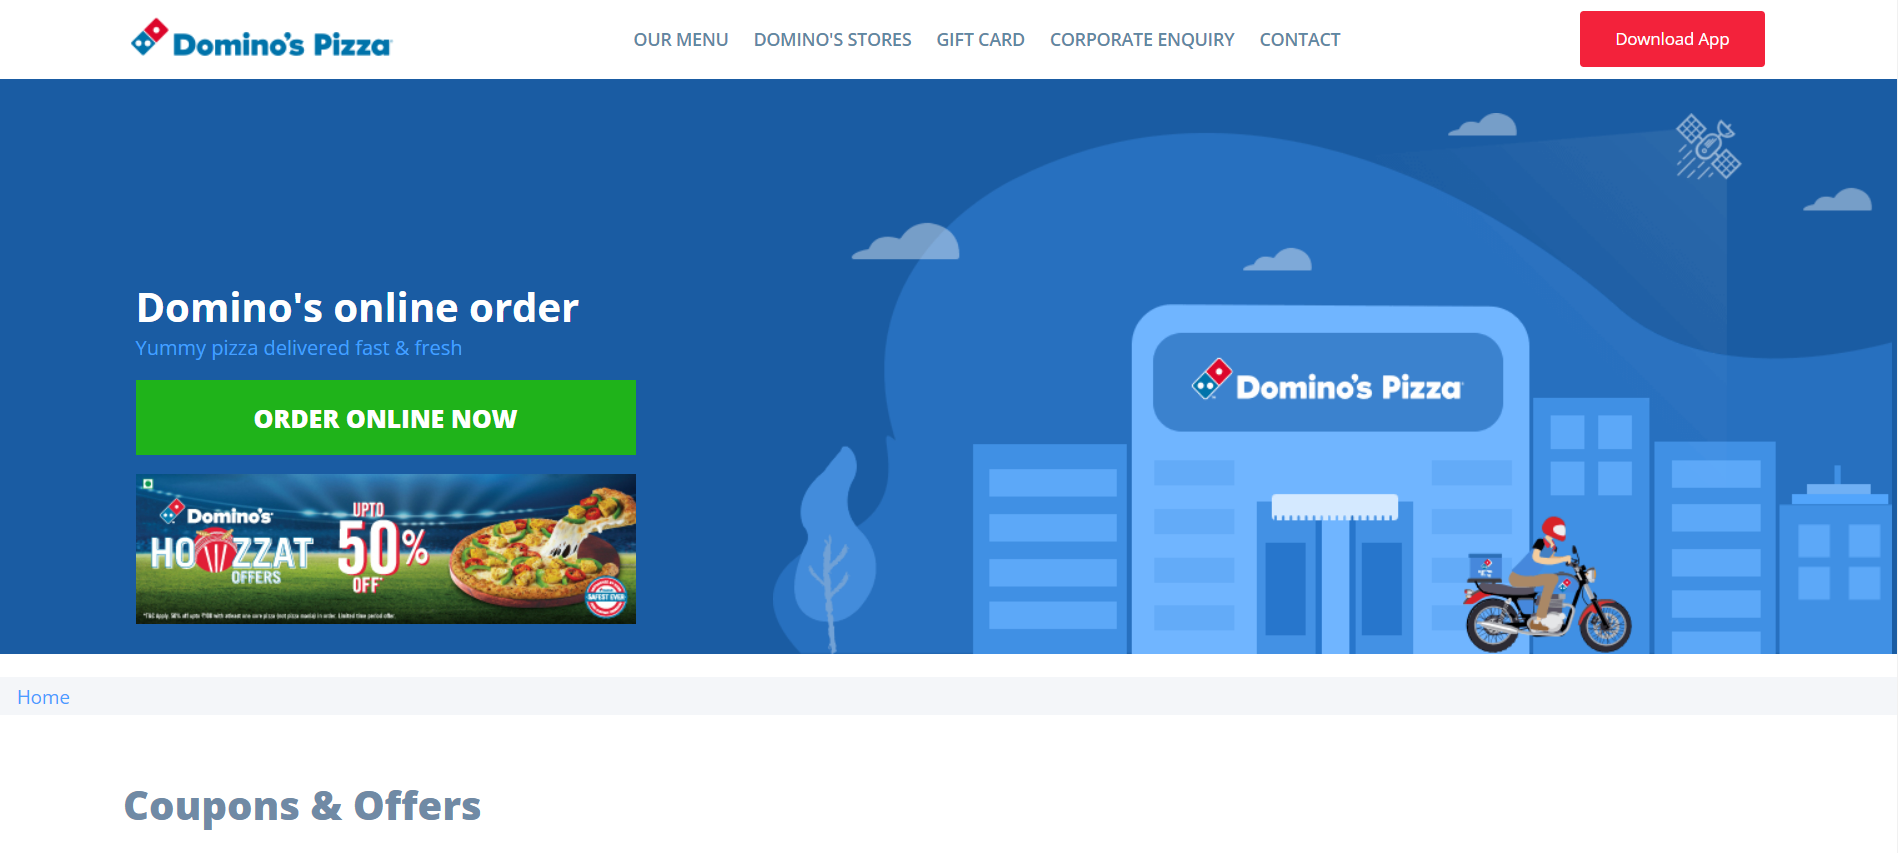 Domino's Pizza
OUR MENU DOMINO'S STORES GIFT CARD CORPORATE ENQUIRY CONTACT
Download App
Domino's Pizza
Domino's online order
Yummy pizza delivered fast & fresh
ORDER ONLINE NOW
Domino's
HOWZZAT
OFFERS
UPTO
50%
OFF*
SAFEST EVER
Home
Coupons & Offers